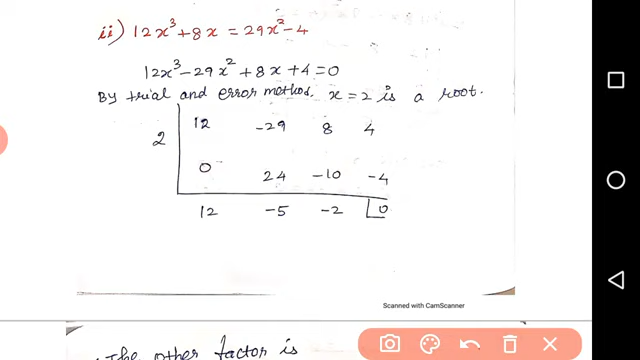 ii) 12x³ + 8x = 29x² - 4
12x³ - 29x² + 8x + 4 = 0
By trial and error method, x = 2 is a root.
12 -29 8 4
2
0 24 -10 -4
12 -5 -2 0
Scanned with CamScanner
. The other factor is